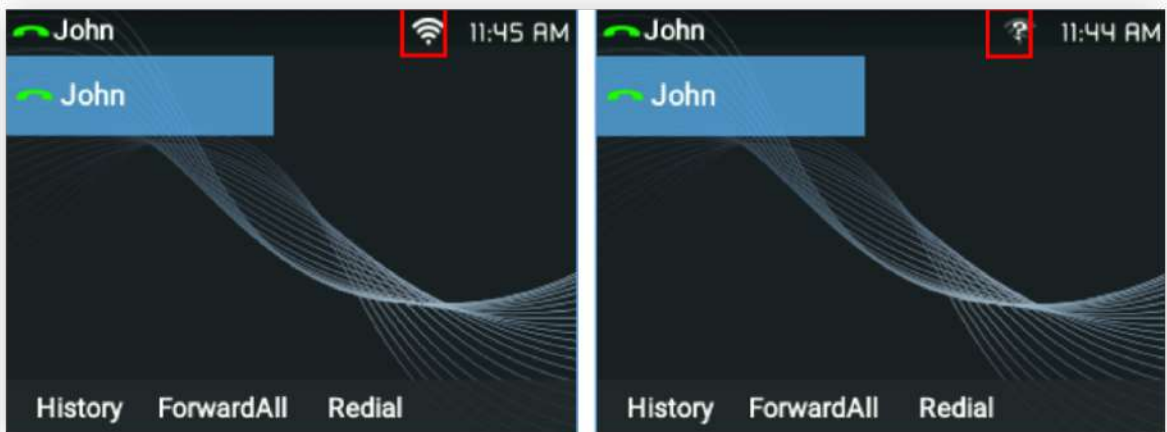 John 11:45 AM
John
History ForwardAll Redial
John ? 11:44 AM
John
History ForwardAll Redial